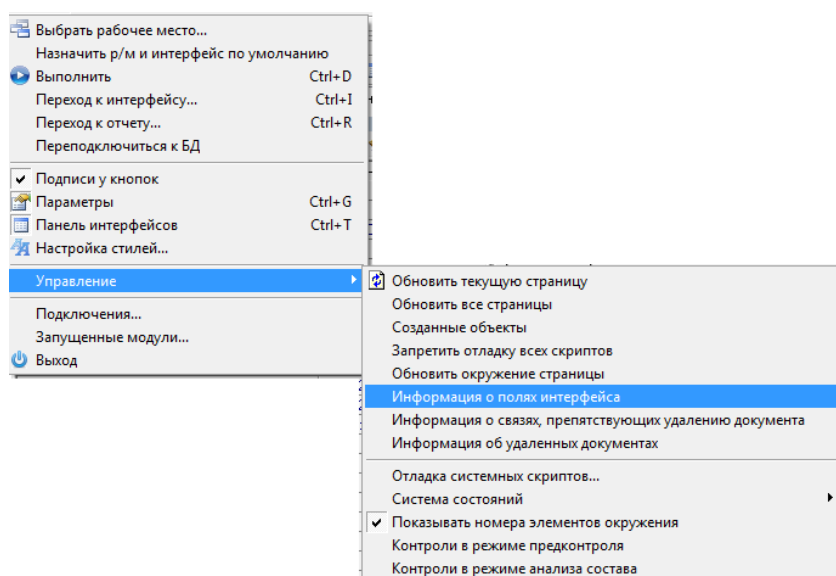 Выбрать рабочее место...
Назначить р/м и интерфейс по умолчанию
Выполнить Ctrl+D
Переход к интерфейсу... Ctrl+I
Переход к отчету... Ctrl+R
Переподключиться к БД
Подписи у кнопок
Параметры Ctrl+G
Панель интерфейсов Ctrl+T
Настройка стилей...
Управление
Подключения...
Запущенные модули...
Выход
Обновить текущую страницу
Обновить все страницы
Созданные объекты
Запретить отладку всех скриптов
Обновить окружение страницы
Информация о полях интерфейса
Информация о связях, препятствующих удалению документа
Информация об удаленных документах
Отладка системных скриптов...
Система состояний
Показывать номера элементов окружения
Контроли в режиме предконтроля
Контроли в режиме анализа состава